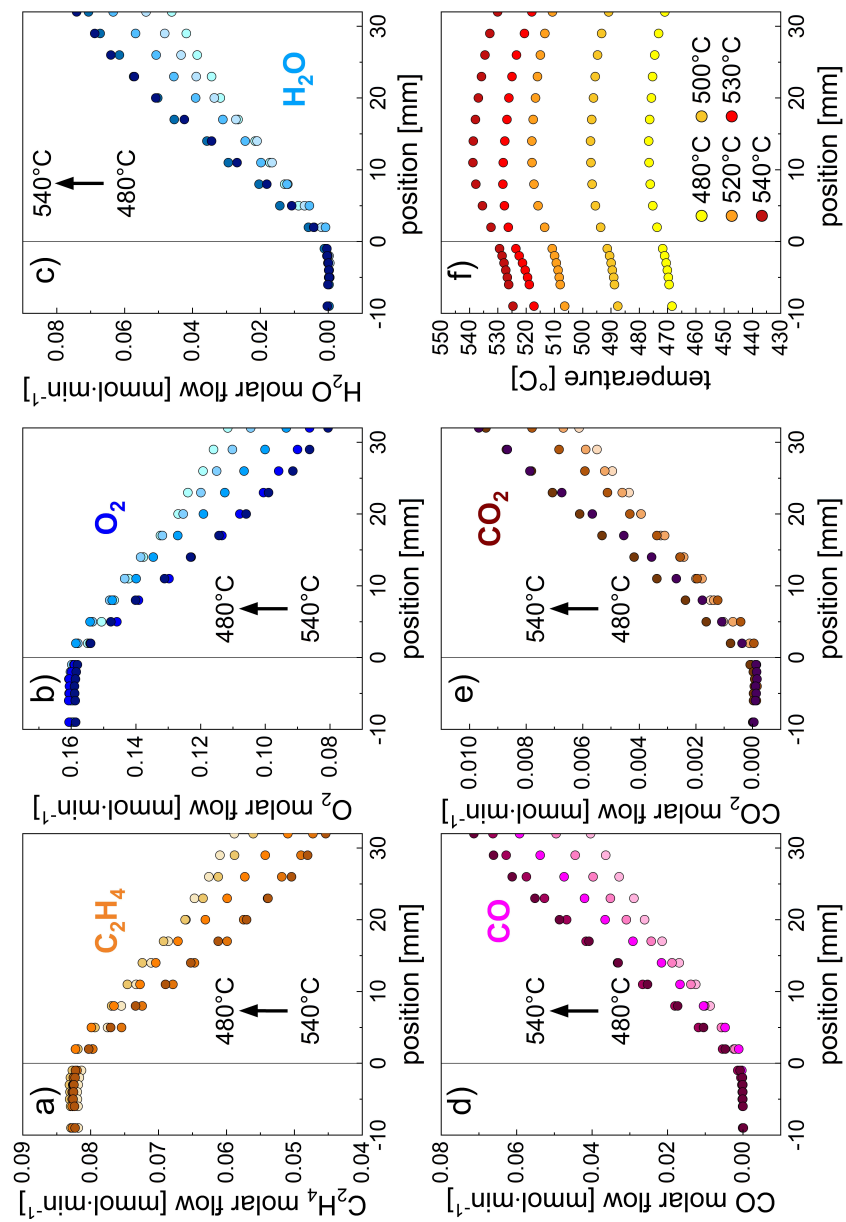 a)
C₂H₄
480°C
540°C
0.09
0.08
0.07
0.06
0.05
0.04
C₂H₄ molar flow [mmol·min⁻¹]
-10 0 10 20 30
position [mm]
b)
O₂
480°C
540°C
0.16
0.14
0.12
0.10
0.08
O₂ molar flow [mmol·min⁻¹]
-10 0 10 20 30
position [mm]
c)
540°C
480°C
H₂O
0.08
0.06
0.04
0.02
0.00
H₂O molar flow [mmol·min⁻¹]
-10 0 10 20 30
position [mm]
d)
CO
540°C
480°C
0.08
0.06
0.04
0.02
0.00
CO molar flow [mmol·min⁻¹]
-10 0 10 20 30
position [mm]
e)
CO₂
540°C
480°C
0.010
0.008
0.006
0.004
0.002
0.000
CO₂ molar flow [mmol·min⁻¹]
-10 0 10 20 30
position [mm]
f)
480°C 500°C
520°C 530°C
540°C
550
540
530
520
510
500
490
480
470
460
450
440
430
temperature [°C]
-10 0 10 20 30
position [mm]